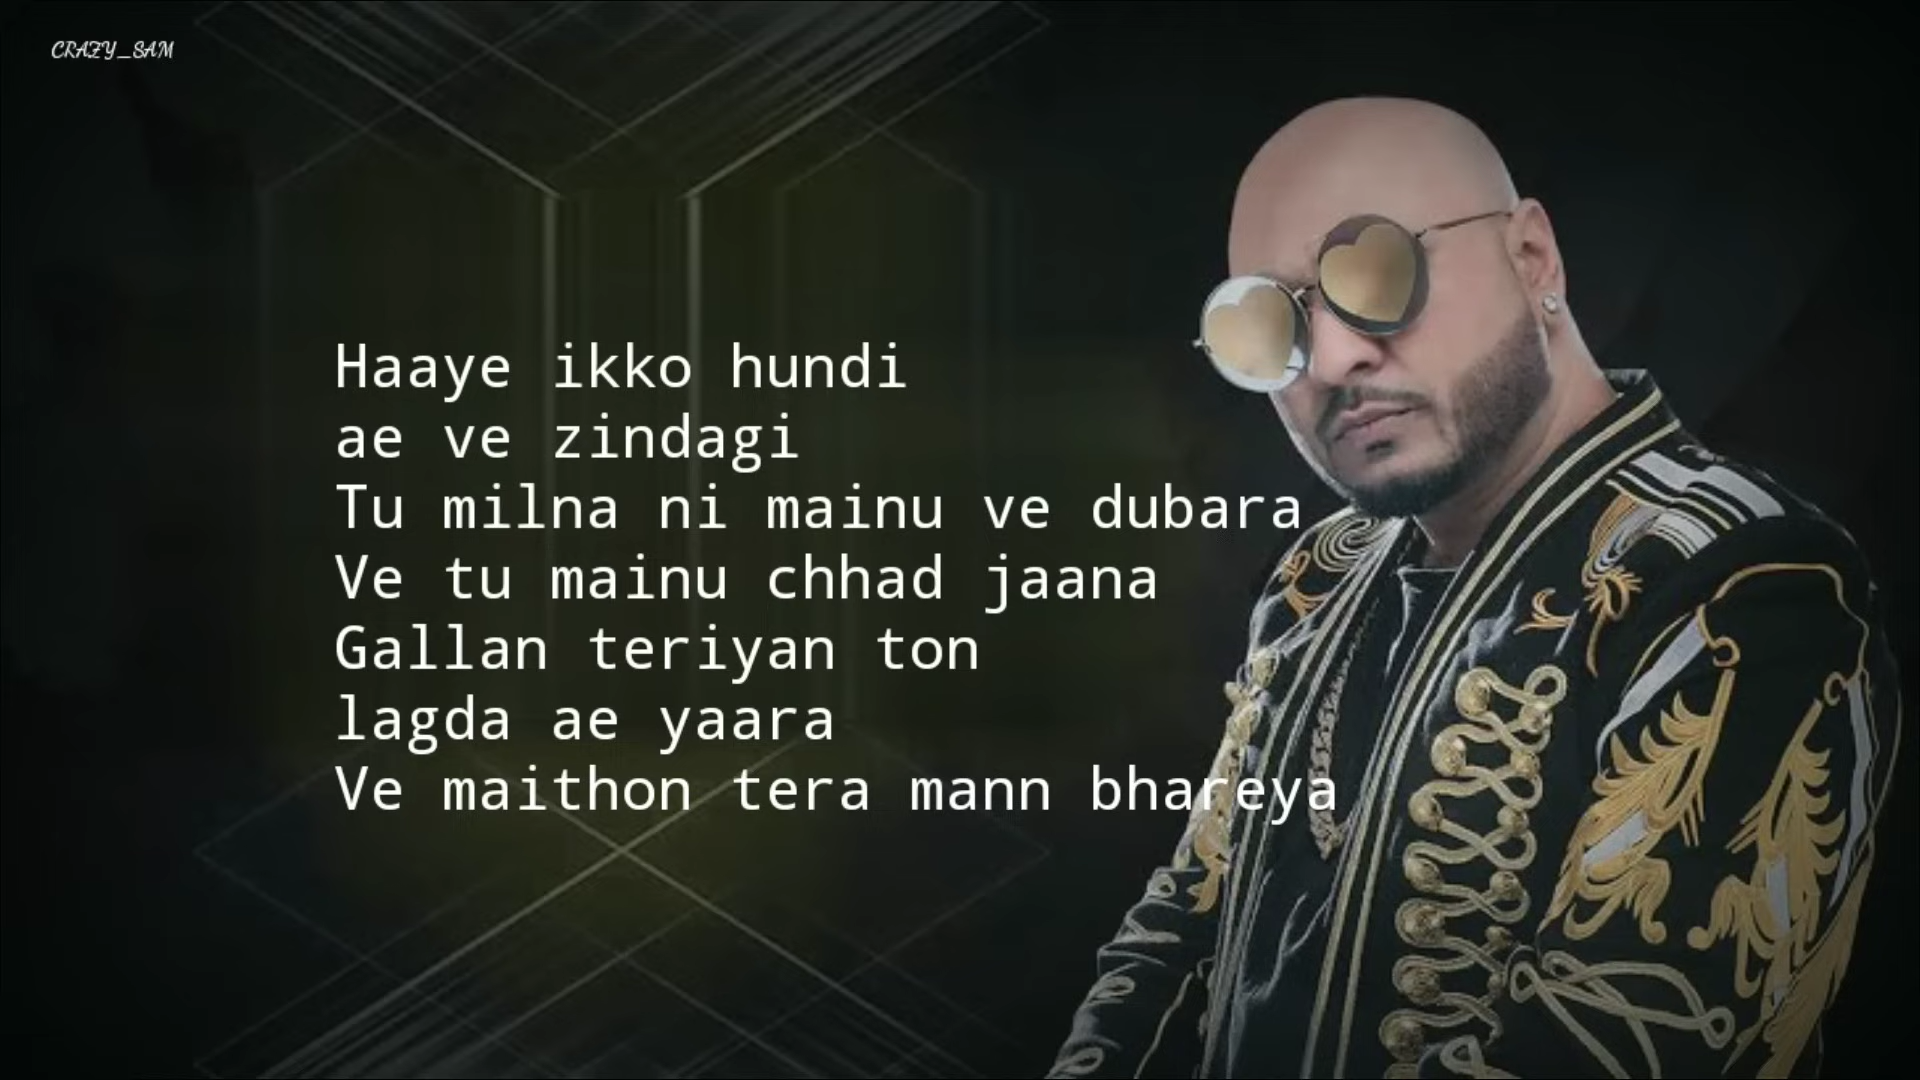 CRAZY_SAM
Haaye ikko hundi
ae ve zindagi
Tu milna ni mainu ve dubara
Ve tu mainu chhad jaana
Gallan teriyan ton
lagda ae yaara
Ve maithon tera mann bhareya